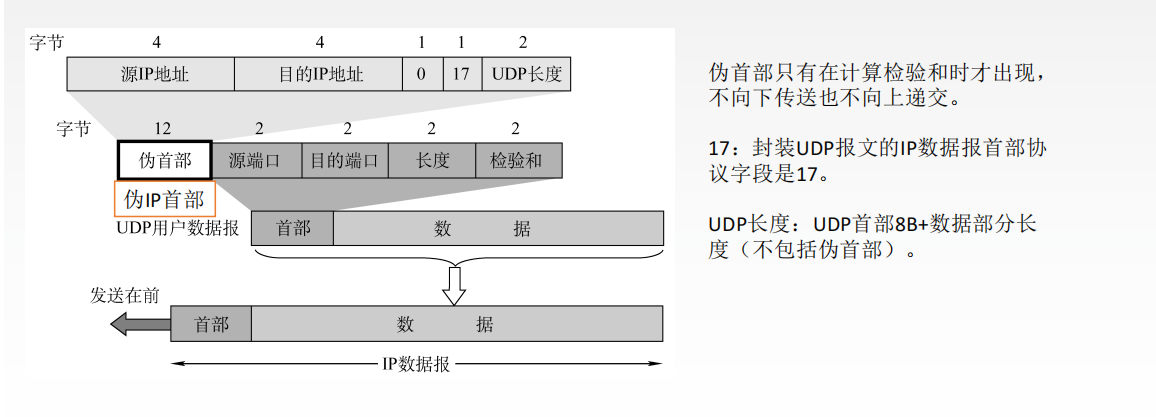 字节 4 4 1 1 2
源IP地址 目的IP地址 0 17 UDP长度
字节 12 2 2 2 2
伪首部 源端口 目的端口 长度 检验和
伪IP首部
UDP用户数据报 首部 数 据
发送在前
首部 数 据
IP数据报
伪首部只有在计算检验和时才出现，
不向下传送也不向上递交。
17：封装UDP报文的IP数据报首部协
议字段是17。
UDP长度：UDP首部8B+数据部分长
度（不包括伪首部）。